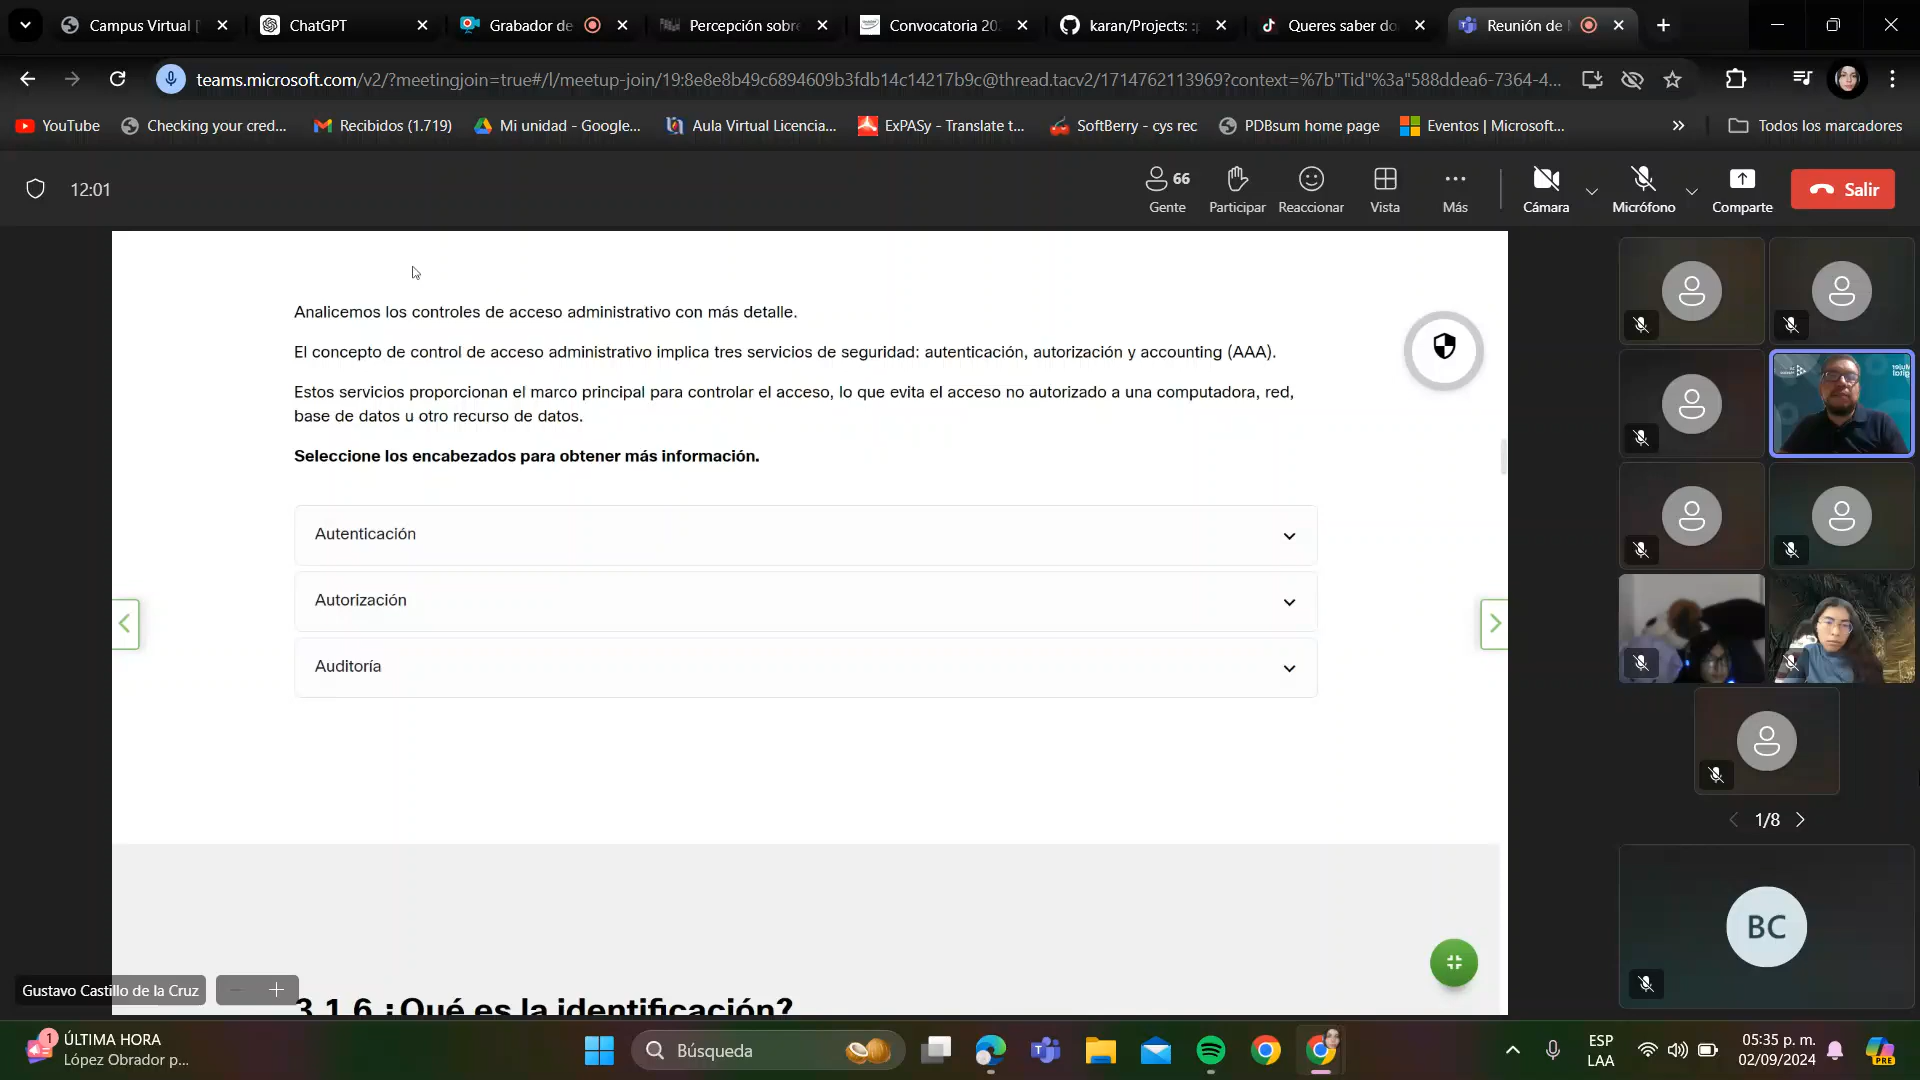 Campus Virtual [
ChatGPT
Grabador de
Percepción sobre
Convocatoria 202
karan/Projects: :p
Queres saber do
Reunión de
teams.microsoft.com/v2/?meetingjoin=true#/l/meetup-join/19:8e8e8b49c6894609b3fdb14c14217b9c@thread.tacv2/1714762113969?context=%7b"Tid"%3a"588ddea6-7364-4...
YouTube
Checking your cred...
Recibidos (1.719)
Mi unidad - Google...
Aula Virtual Licencia...
ExPASy - Translate t...
SoftBerry - cys rec
PDBsum home page
Eventos | Microsoft...
»
Todos los marcadores
12:01
66
Gente
Participar
Reaccionar
Vista
Más
Cámara
Micrófono
Comparte
Salir
Analicemos los controles de acceso administrativo con más detalle.
El concepto de control de acceso administrativo implica tres servicios de seguridad: autenticación, autorización y accounting (AAA).
Estos servicios proporcionan el marco principal para controlar el acceso, lo que evita el acceso no autorizado a una computadora, red,
base de datos u otro recurso de datos.
Seleccione los encabezados para obtener más información.
Autenticación
Autorización
Auditoría
3.1.6 ¿Qué es la identificación?
Gustavo Castillo de la Cruz
1/8
BC
1
ÚLTIMA HORA
López Obrador p...
Búsqueda
ESP
LAA
05:35 p. m.
02/09/2024
PRE